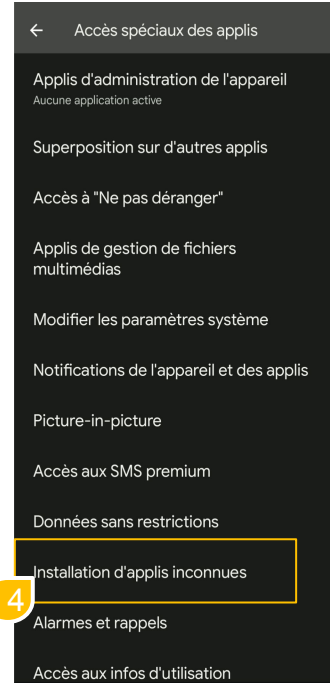 Accès spéciaux des applis
Applis d'administration de l'appareil
Aucune application active
Superposition sur d'autres applis
Accès à "Ne pas déranger"
Applis de gestion de fichiers
multimédias
Modifier les paramètres système
Notifications de l'appareil et des applis
Picture-in-picture
Accès aux SMS premium
Données sans restrictions
Installation d'applis inconnues
4
Alarmes et rappels
Accès aux infos d'utilisation